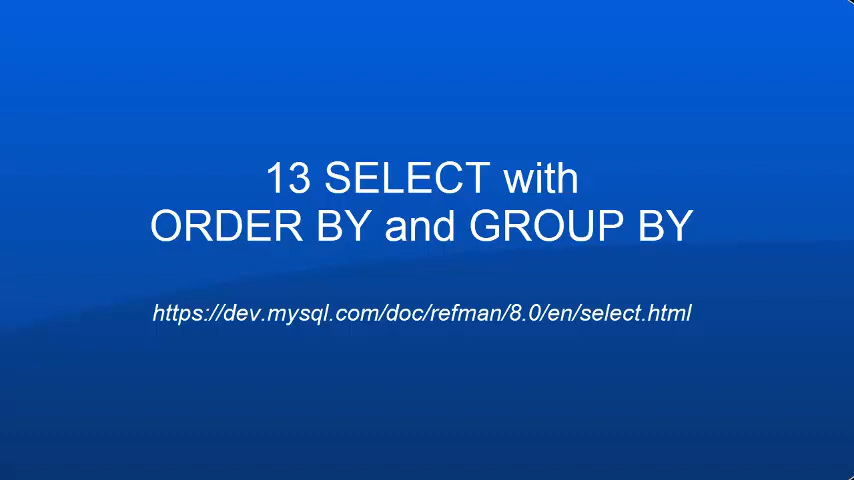 13 SELECT with
ORDER BY and GROUP BY
https://dev.mysql.com/doc/refman/8.0/en/select.html